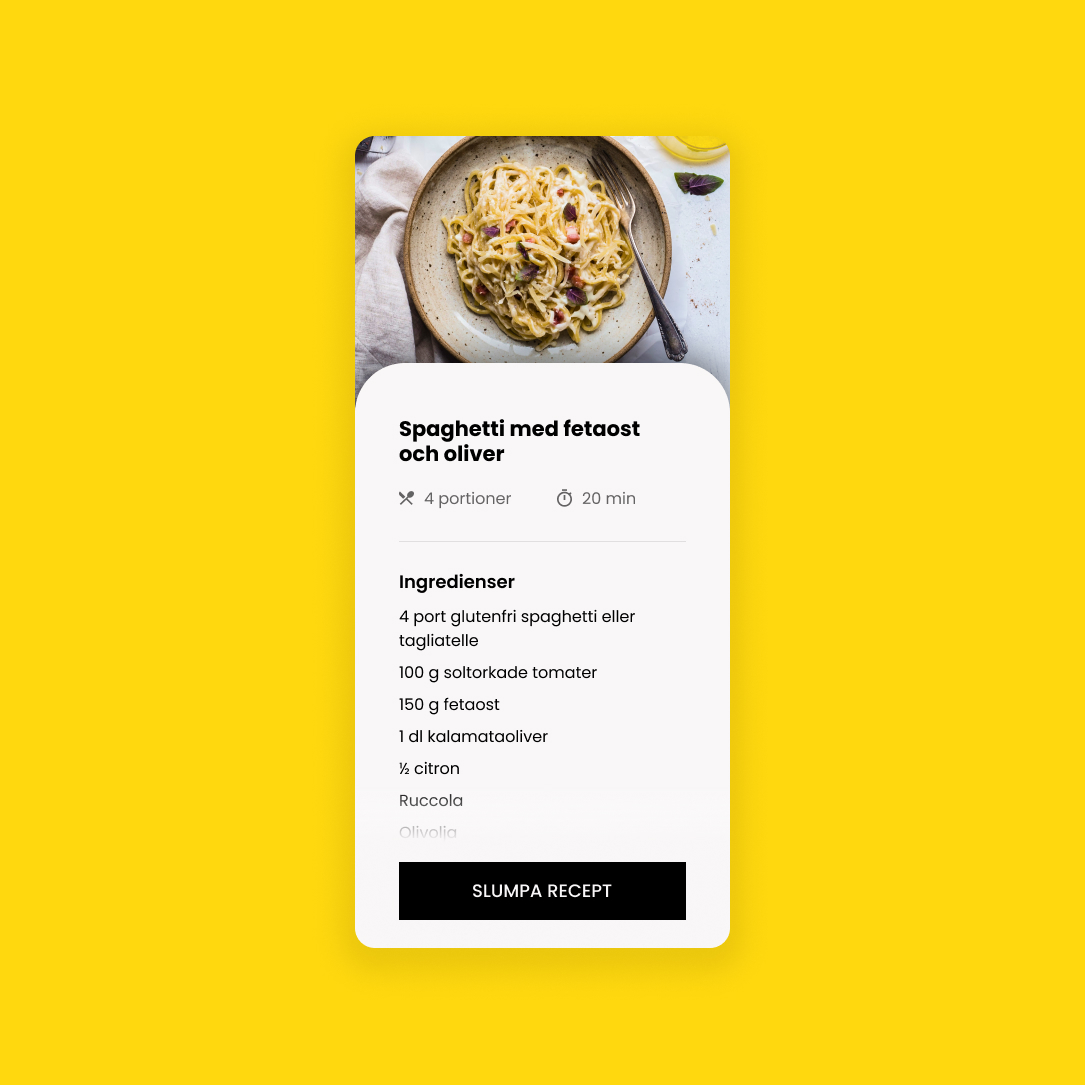 Spaghetti med fetaost
och oliver
4 portioner 20 min
Ingredienser
4 port glutenfri spaghetti eller
tagliatelle
100 g soltorkade tomater
150 g fetaost
1 dl kalamataoliver
½ citron
Ruccola
Olivolja
SLUMPA RECEPT